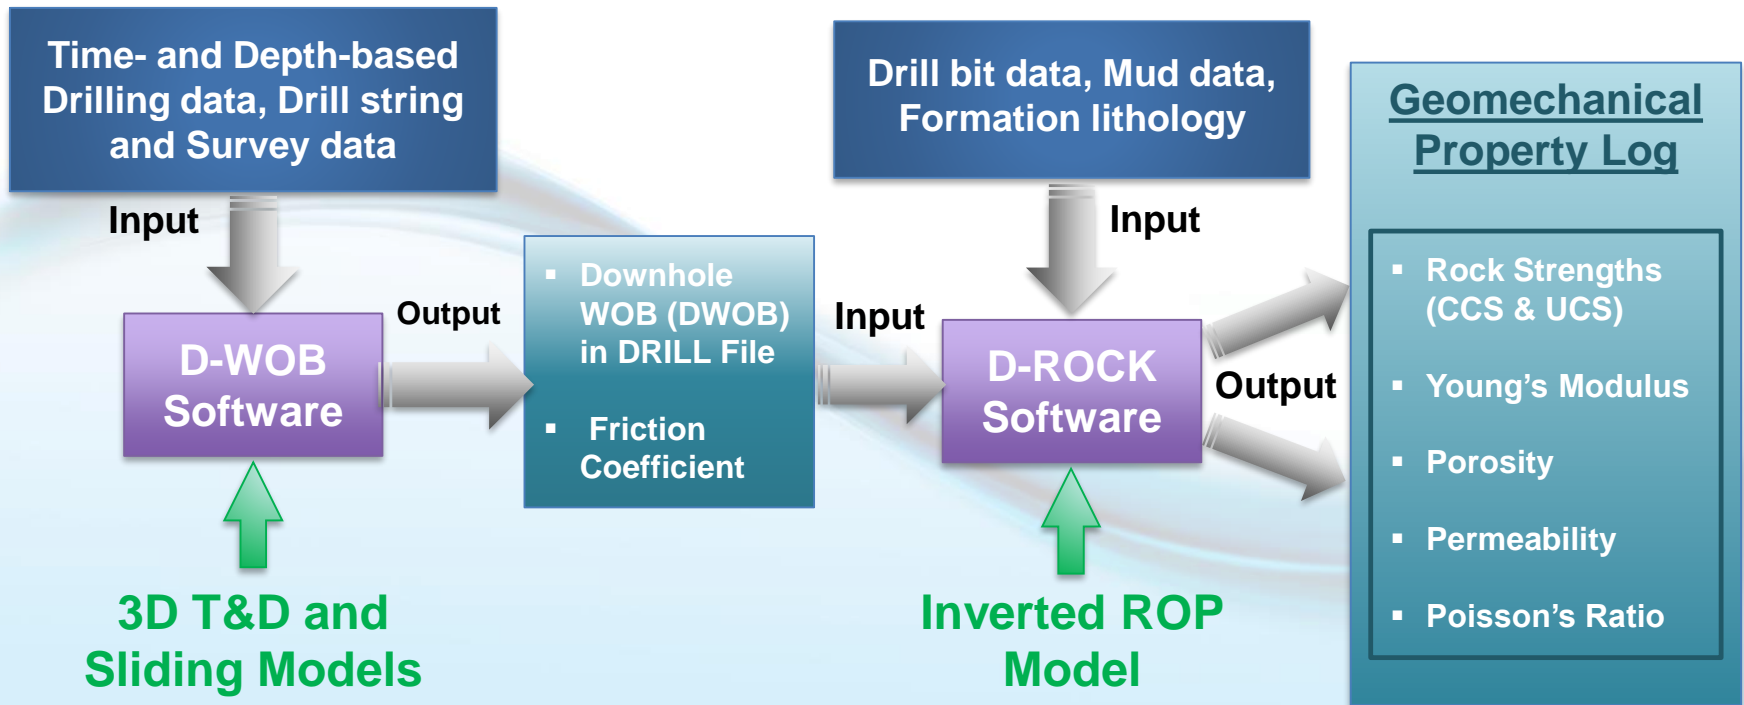 Time- and Depth-based
Drilling data, Drill string
and Survey data
Input
D-WOB
Software
3D T&D and
Sliding Models
Output
▪ Downhole
WOB (DWOB)
in DRILL File
▪ Friction
Coefficient
Input
Drill bit data, Mud data,
Formation lithology
Input
D-ROCK
Software
Inverted ROP
Model
Output
Geomechanical
Property Log
▪ Rock Strengths
(CCS & UCS)
▪ Young’s Modulus
▪ Porosity
▪ Permeability
▪ Poisson’s Ratio